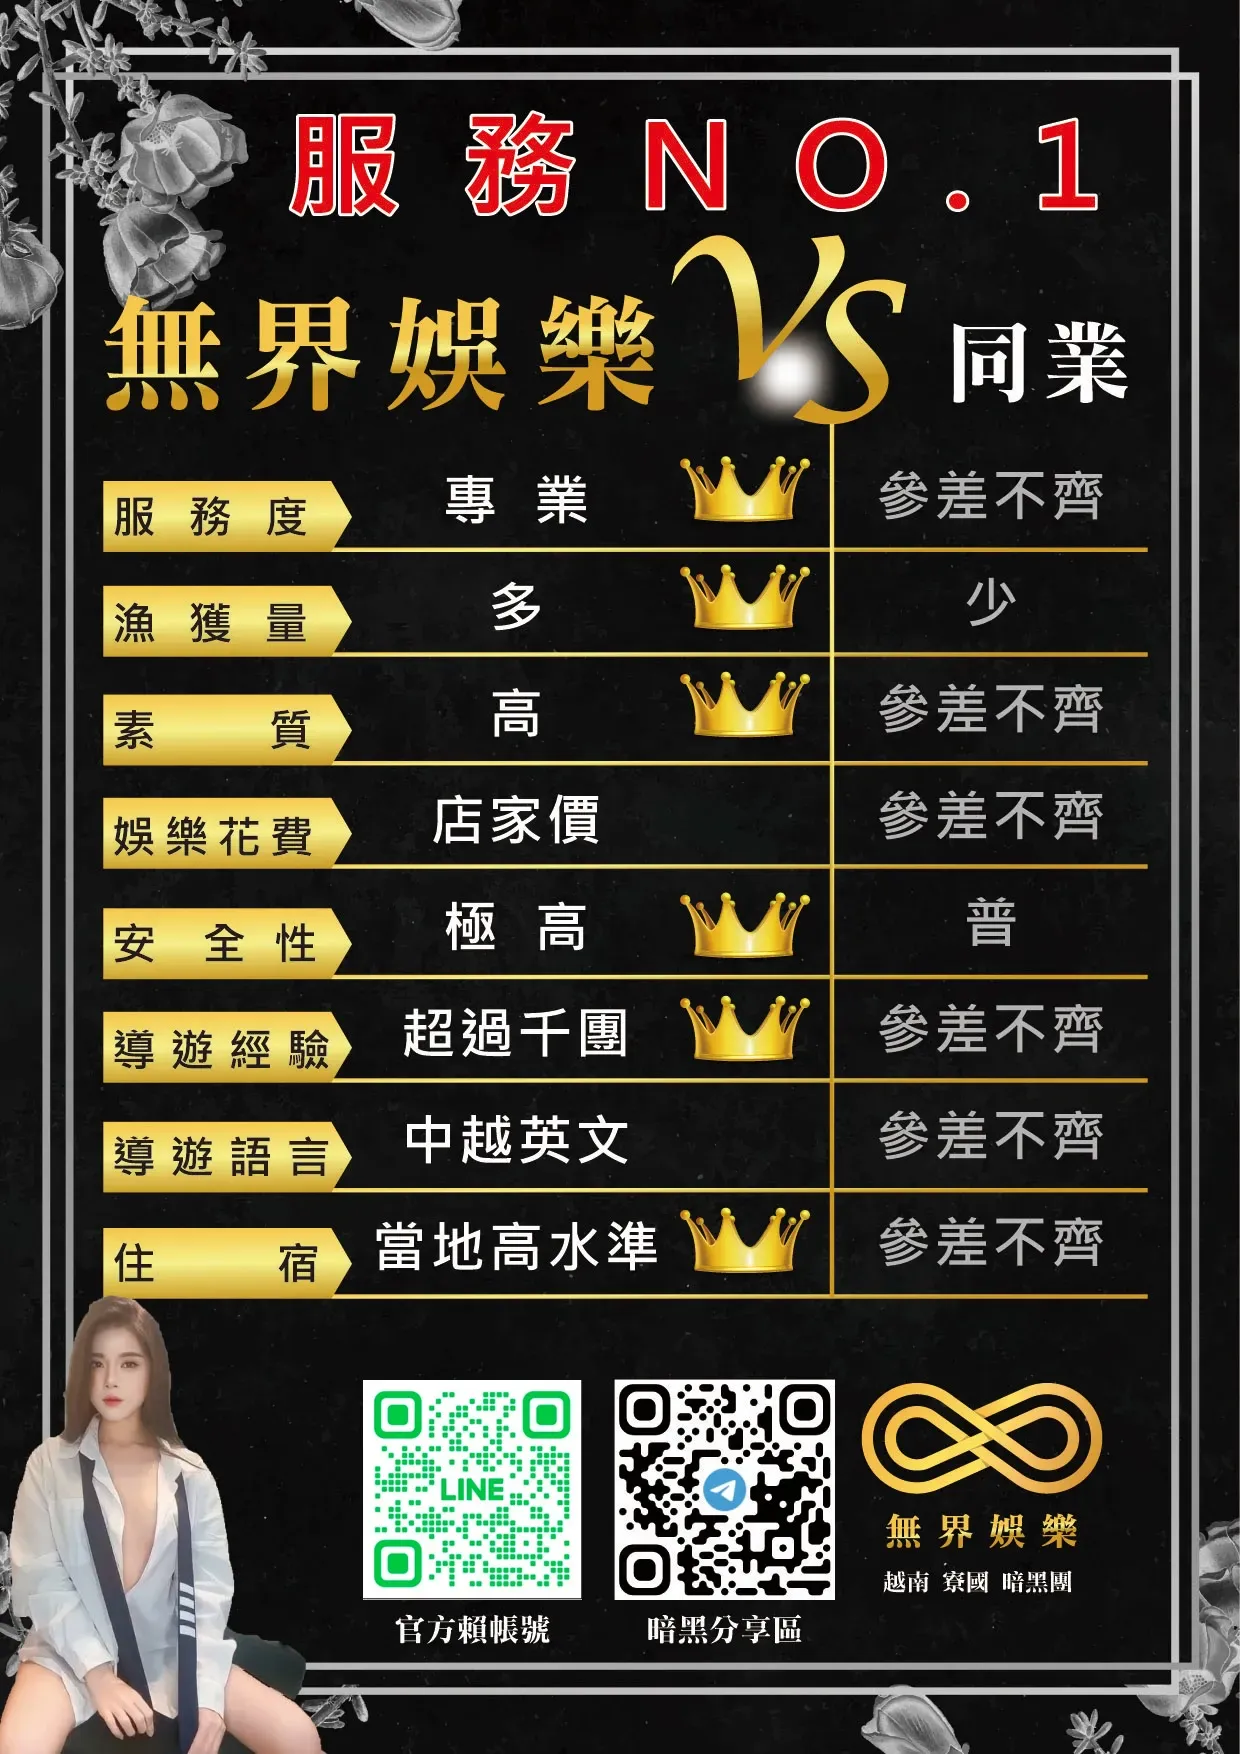 服務NO.1
無界娛樂 VS 同業
服務度 專業 參差不齊
漁獲量 多 少
素質 高 參差不齊
娛樂花費 店家價 參差不齊
安全性 極高 普
導遊經驗 超過千團 參差不齊
導遊語言 中越英文 參差不齊
住宿 當地高水準 參差不齊
LINE
官方賴帳號
暗黑分享區
無界娛樂
越南 寮國 暗黑團